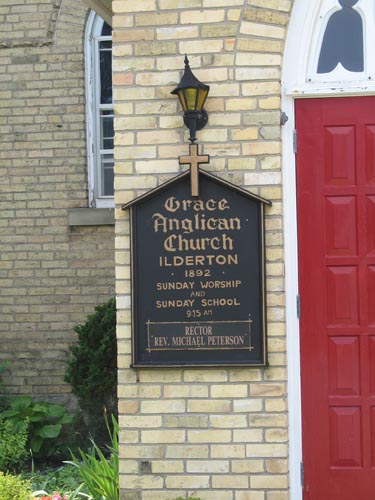 Grace
Anglican
Church
ILDERTON
· 1892 ·
SUNDAY WORSHIP
AND
SUNDAY SCHOOL
9:15 AM
RECTOR
"REV. MICHAEL PETERSON"